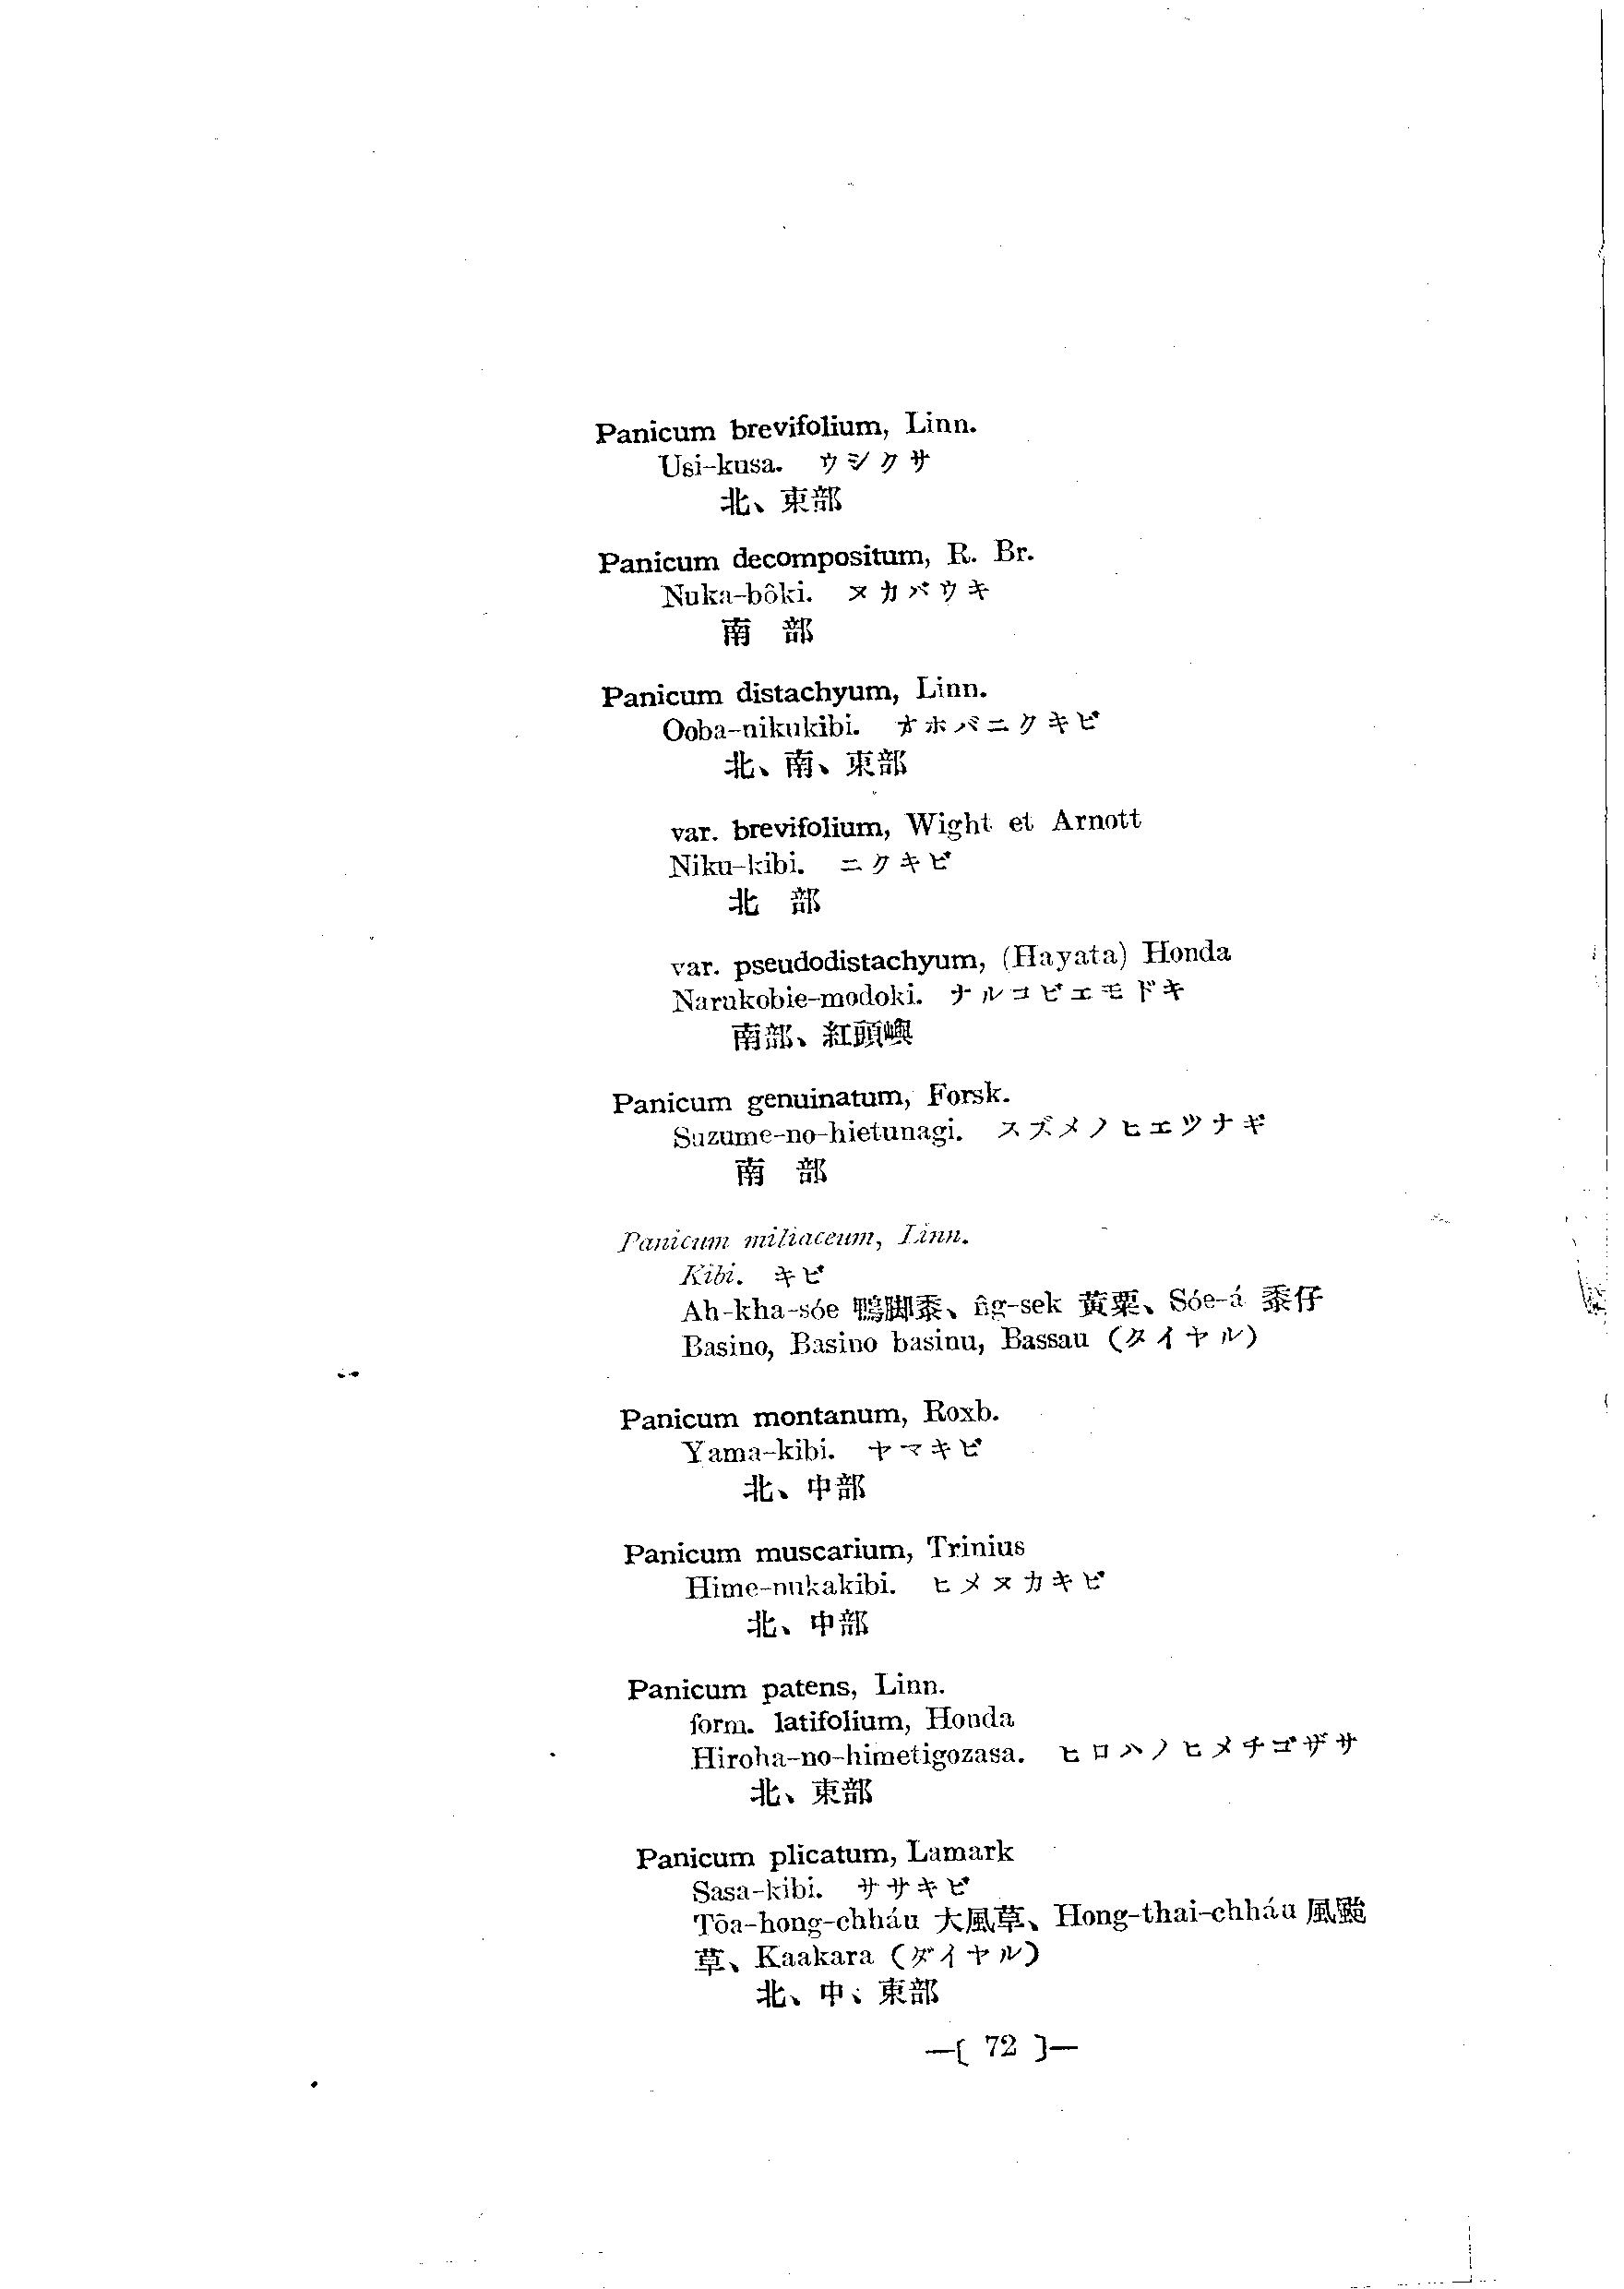 Panicum brevifolium, Linn.
Usi-kusa. ウシクサ
北、東部
Panicum decompositum, R. Br.
Nuka-bôki. ヌカバウキ
南 部
Panicum distachyum, Linn.
Ooba-nikukibi. オホバニクキビ
北、南、東部
var. brevifolium, Wight et Arnott
Niku-kibi. ニクキビ
北 部
var. pseudodistachyum, (Hayata) Honda
Narukobie-modoki. ナルコビエモドキ
南部、紅頭嶼
Panicum genuinatum, Forsk.
Suzume-no-hietunagi. スズメノヒエツナギ
南 部
Panicum miliaceum, Linn.
Kibi. キビ
Ah-kha-sóe 鴨脚黍、n̂g-sek 黄粟、Sóe-á 黍仔
Basino, Basino basinu, Bassau (タイヤル)
Panicum montanum, Roxb.
Yama-kibi. ヤマキビ
北、中部
Panicum muscarium, Trinius
Hime-nukakibi. ヒメヌカキビ
北、中部
Panicum patens, Linn.
form. latifolium, Honda
Hiroha-no-himetigozasa. ヒロハノヒメチゴザサ
北、東部
Panicum plicatum, Lamark
Sasa-kibi. ササキビ
Tōa-hong-chháu 大風草、Hong-thai-chháu 風颱
草、Kaakara (ダイヤル)
北、中、東部
—[ 72 ]—